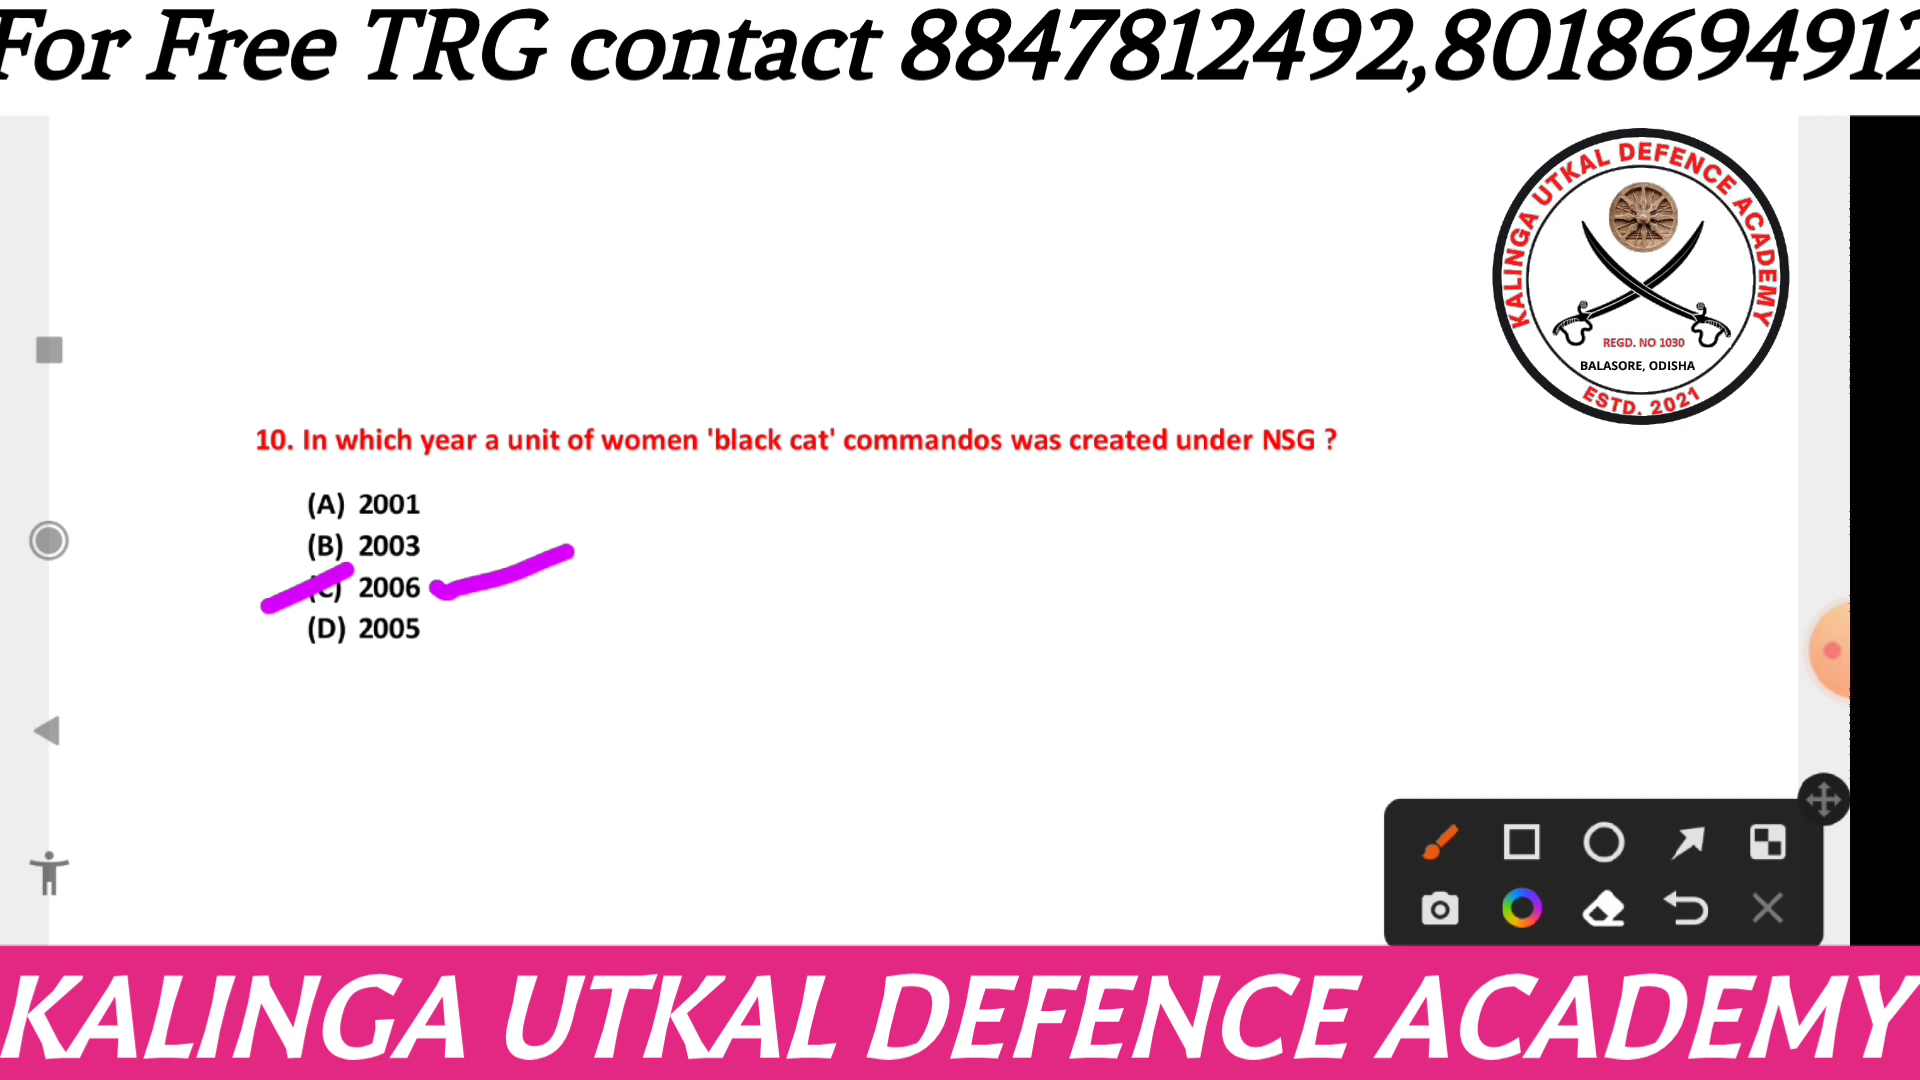 For Free TRG contact 8847812492,8018694912
KALINGA UTKAL DEFENCE ACADEMY
REGD. NO 1030
BALASORE, ODISHA
ESTD. 2021
10. In which year a unit of women 'black cat' commandos was created under NSG ?
(A) 2001
(B) 2003
(C) 2006
(D) 2005
KALINGA UTKAL DEFENCE ACADEMY